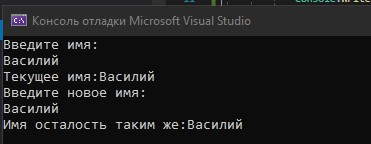 Консоль отладки Microsoft Visual Studio
Введите имя:
Василий
Текущее имя:Василий
Введите новое имя:
Василий
Имя осталость таким же:Василий